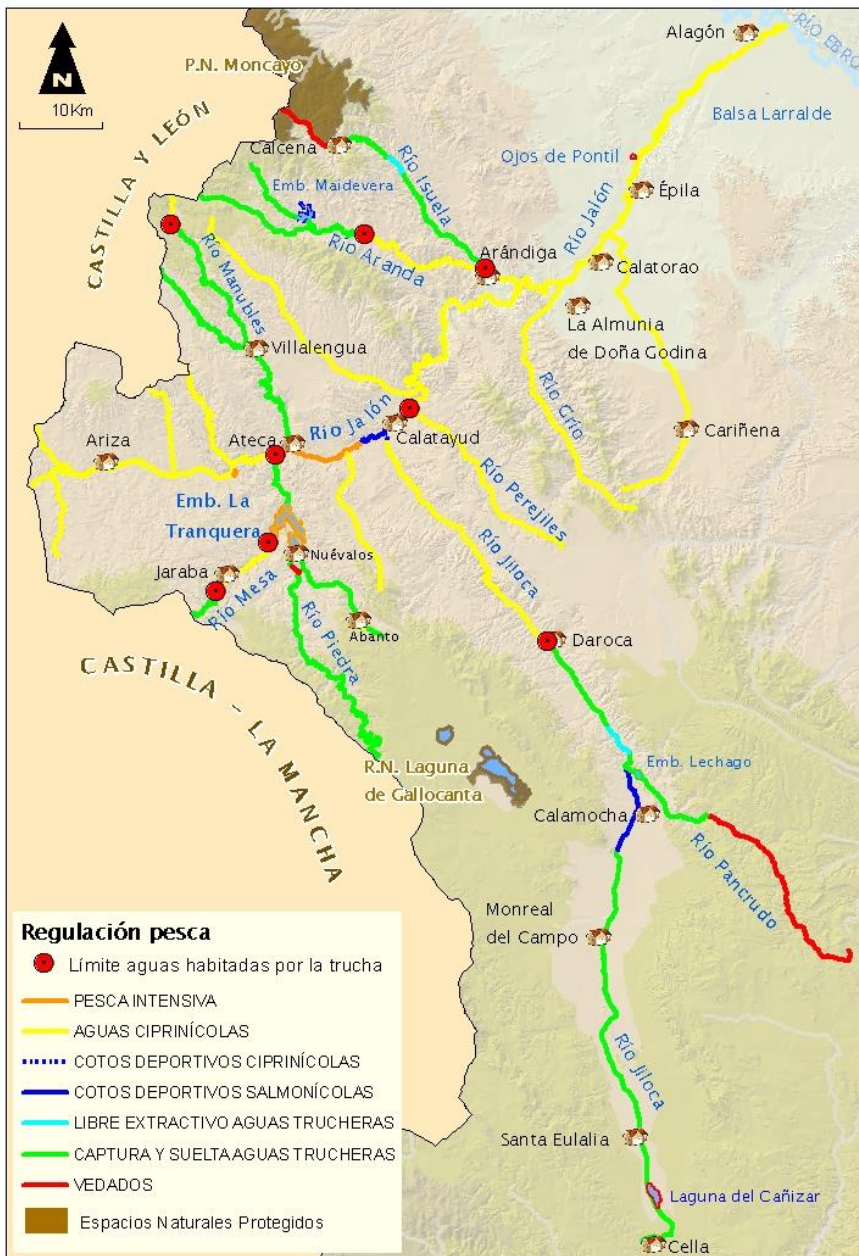 N
10Km
P.N. Moncayo
CASTILLA Y LEÓN
Alagón
RÍO EBRO
Balsa Larralde
Calcena
Río Isuela
Ojos de Pontil
Emb. Maidevera
Río Jalón
Épila
Río Aranda
Arándiga
Calatorao
Río Manubles
La Almunia
de Doña Godina
Villalengua
Río Grío
Ariza
Ateca
Río Jalón
Calatayud
Cariñena
Emb. La
Tranquera
Río Perejiles
Nuévalos
Jaraba
Río Mesa
Río Jiloca
Río Piedra
Abanto
Daroca
CASTILLA - LA MANCHA
R.N. Laguna
de Gallocanta
Emb. Lechago
Calamocha
Río Pancrudo
Monreal
del Campo
Río Jiloca
Santa Eulalia
Laguna del Cañizar
Cella
Regulación pesca
Límite aguas habitadas por la trucha
PESCA INTENSIVA
AGUAS CIPRINÍCOLAS
COTOS DEPORTIVOS CIPRINÍCOLAS
COTOS DEPORTIVOS SALMONÍCOLAS
LIBRE EXTRACTIVO AGUAS TRUCHERAS
CAPTURA Y SUELTA AGUAS TRUCHERAS
VEDADOS
Espacios Naturales Protegidos